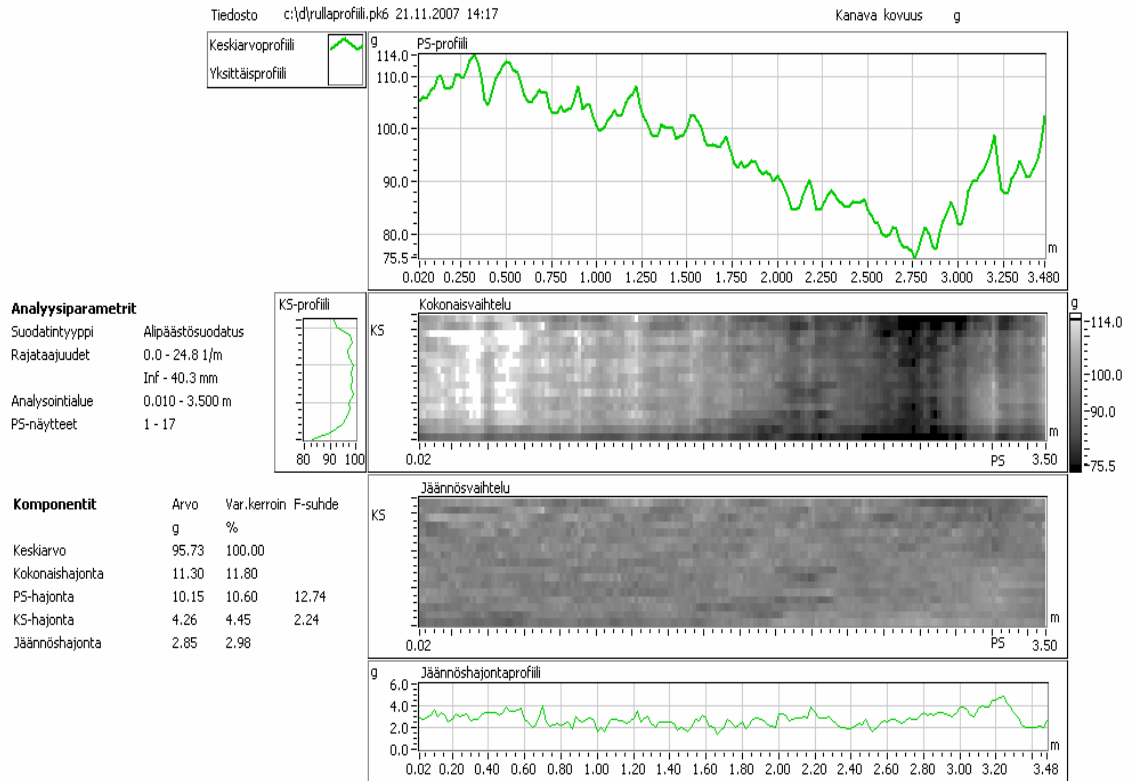 Tiedosto c:\d\rullaprofiili.pk6 21.11.2007 14:17 Kanava kovuus g
Keskiarvoprofiili
Yksittäisprofiili
g PS-profiili
114.0
110.0
100.0
90.0
80.0
75.5
m
0.020 0.250 0.500 0.750 1.000 1.250 1.500 1.750 2.000 2.250 2.500 2.750 3.000 3.250 3.480
Analyysiparametrit
Suodatintyyppi Alipäästösuodatus
Rajataajuudet 0.0 - 24.8 1/m
Inf - 40.3 mm
Analysointialue 0.010 - 3.500 m
PS-näytteet 1 - 17
KS-profiili
80 90 100
Kokonaisvaihtelu
KS
m
0.02 PS 3.50
g
114.0
100.0
90.0
75.5
Komponentit Arvo Var.kerroin F-suhde
g %
Keskiarvo 95.73 100.00
Kokonaishajonta 11.30 11.80
PS-hajonta 10.15 10.60 12.74
KS-hajonta 4.26 4.45 2.24
Jäännöshajonta 2.85 2.98
Jäännösvaihtelu
KS
m
0.02 PS 3.50
g Jäännöshajontaprofiili
6.0
4.0
2.0
0.0
m
0.02 0.20 0.40 0.60 0.80 1.00 1.20 1.40 1.60 1.80 2.00 2.20 2.40 2.60 2.80 3.00 3.20 3.48